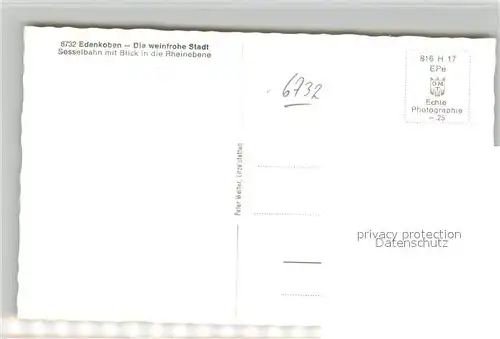 6732 Edenkoben — Die weinfrohe Stadt
Sesselbahn mit Blick in die Rheinebene
6732
816 H 17
EPe
Echte
Photographie
– 25
Peter
privacy protection
Datenschutz